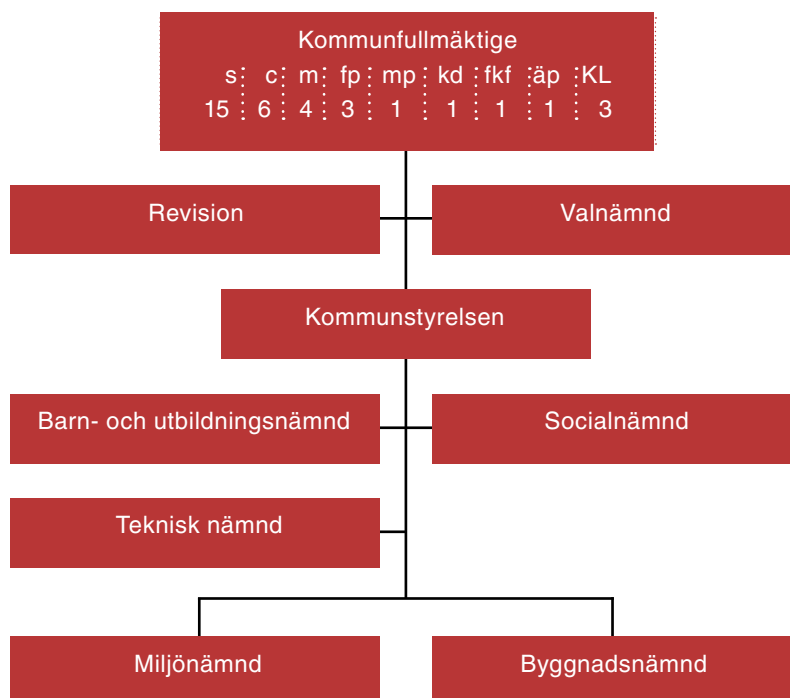 Kommunfullmäktige
s c m fp mp kd fkf äp KL
15 6 4 3 1 1 1 1 3
Revision
Valnämnd
Kommunstyrelsen
Barn- och utbildningsnämnd
Socialnämnd
Teknisk nämnd
Miljönämnd
Byggnadsnämnd